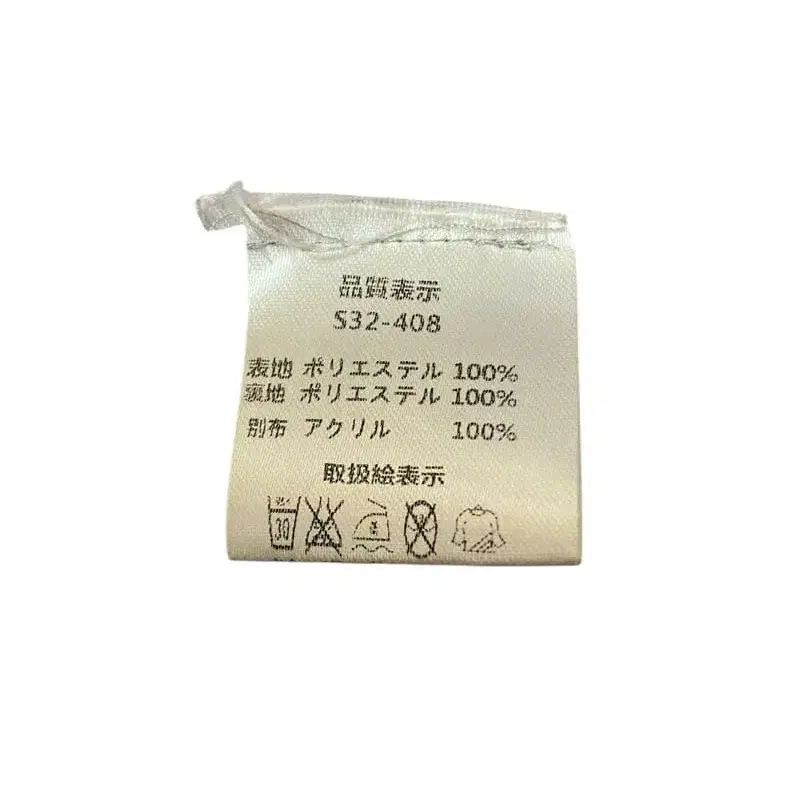 品質表示
S32-408
表地 ポリエステル 100%
裏地 ポリエステル 100%
別布 アクリル 100%
取扱絵表示
30